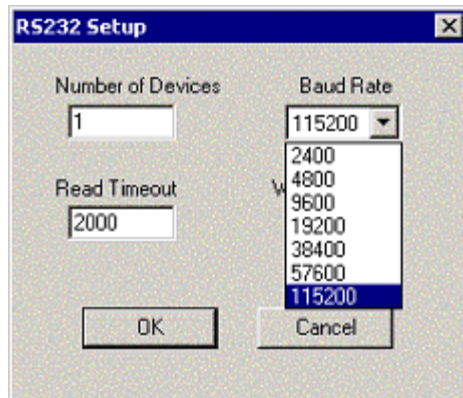 RS232 Setup
Number of Devices
Baud Rate
1
115200
2400
4800
9600
19200
38400
57600
115200
Read Timeout
2000
OK
Cancel